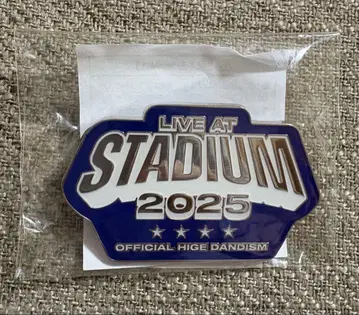 LIVE AT
STADIUM
2025
OFFICIAL HIGE DANDISM